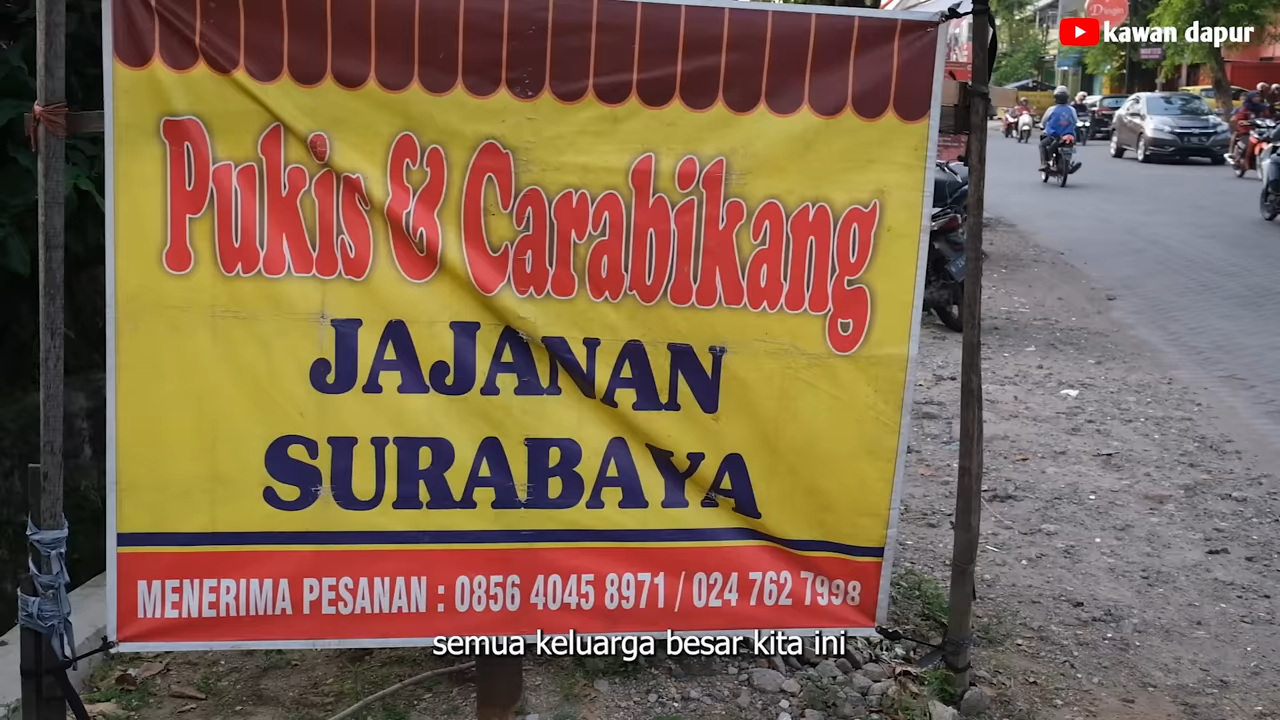 kawan dapur
Dingin
Pukis & Carabikang
JAJANAN
SURABAYA
MENERIMA PESANAN : 0856 4045 8971 / 024 762 7998
semua keluarga besar kita ini